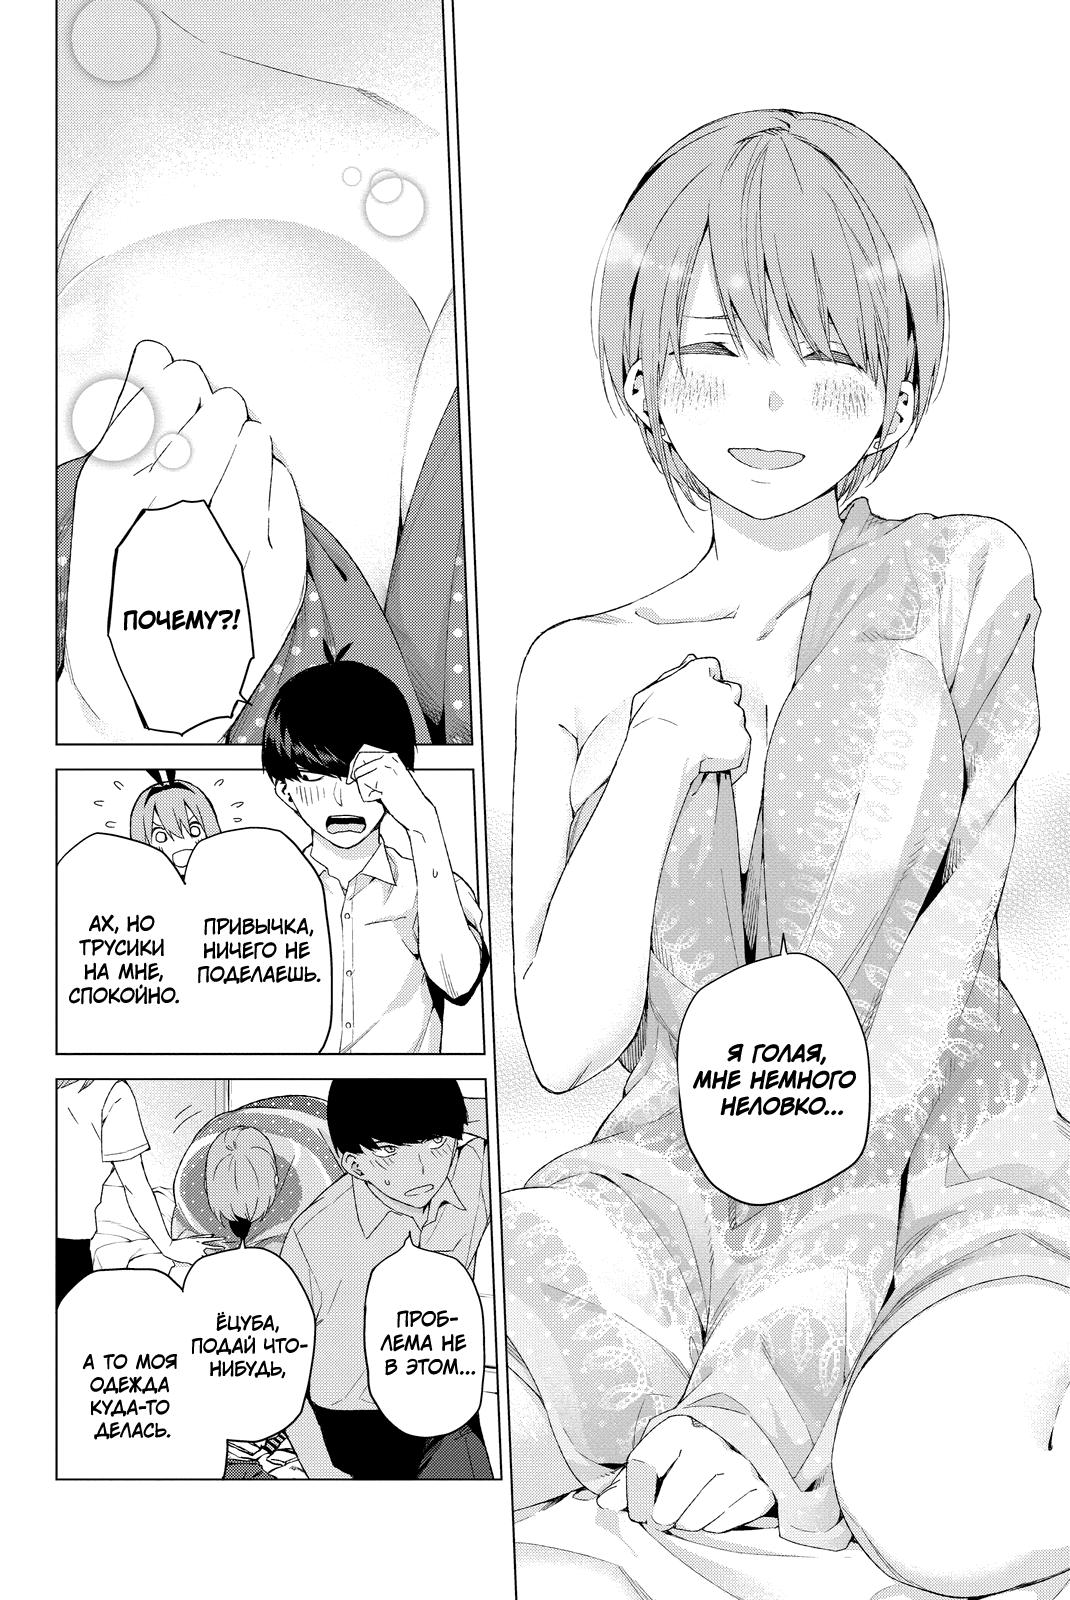 Я ГОЛАЯ,
МНЕ НЕМНОГО
НЕЛОВКО...
ПОЧЕМУ?!
ПРИВЫЧКА,
НИЧЕГО НЕ
ПОДЕЛАЕШЬ.
АХ, НО
ТРУСИКИ
НА МНЕ,
СПОКОЙНО.
ПРОБ-
ЛЕМА НЕ
В ЭТОМ...
ЁЦУБА,
ПОДАЙ ЧТО-
НИБУДЬ,
А ТО МОЯ
ОДЕЖДА
КУДА-ТО
ДЕЛАСЬ.